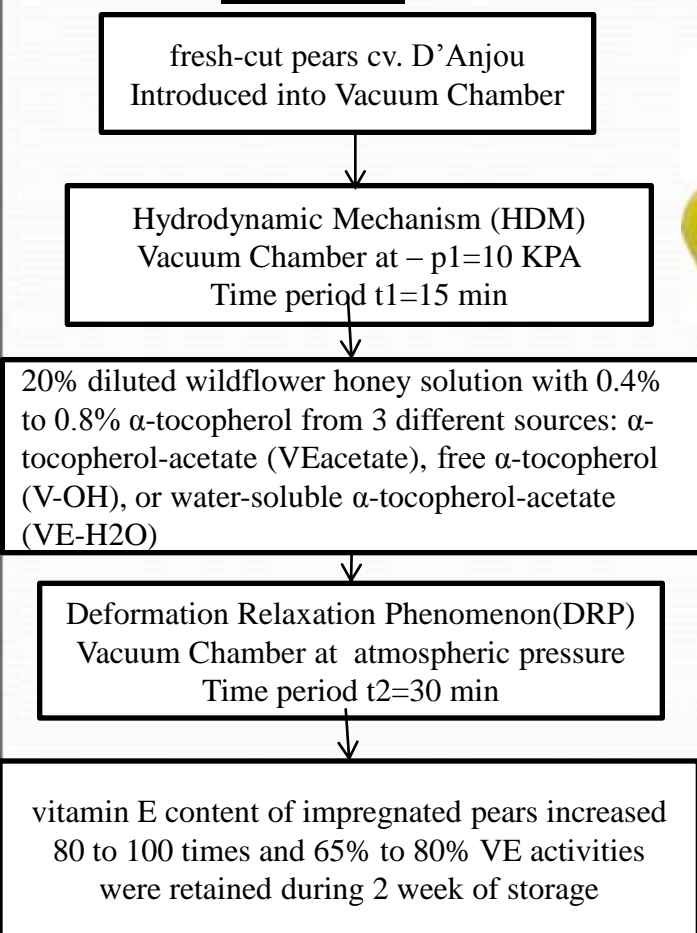 fresh-cut pears cv. D’Anjou
Introduced into Vacuum Chamber
Hydrodynamic Mechanism (HDM)
Vacuum Chamber at – p1=10 KPA
Time period t1=15 min
20% diluted wildflower honey solution with 0.4%
to 0.8% α-tocopherol from 3 different sources: α-
tocopherol-acetate (VEacetate), free α-tocopherol
(V-OH), or water-soluble α-tocopherol-acetate
(VE-H2O)
Deformation Relaxation Phenomenon(DRP)
Vacuum Chamber at atmospheric pressure
Time period t2=30 min
vitamin E content of impregnated pears increased
80 to 100 times and 65% to 80% VE activities
were retained during 2 week of storage